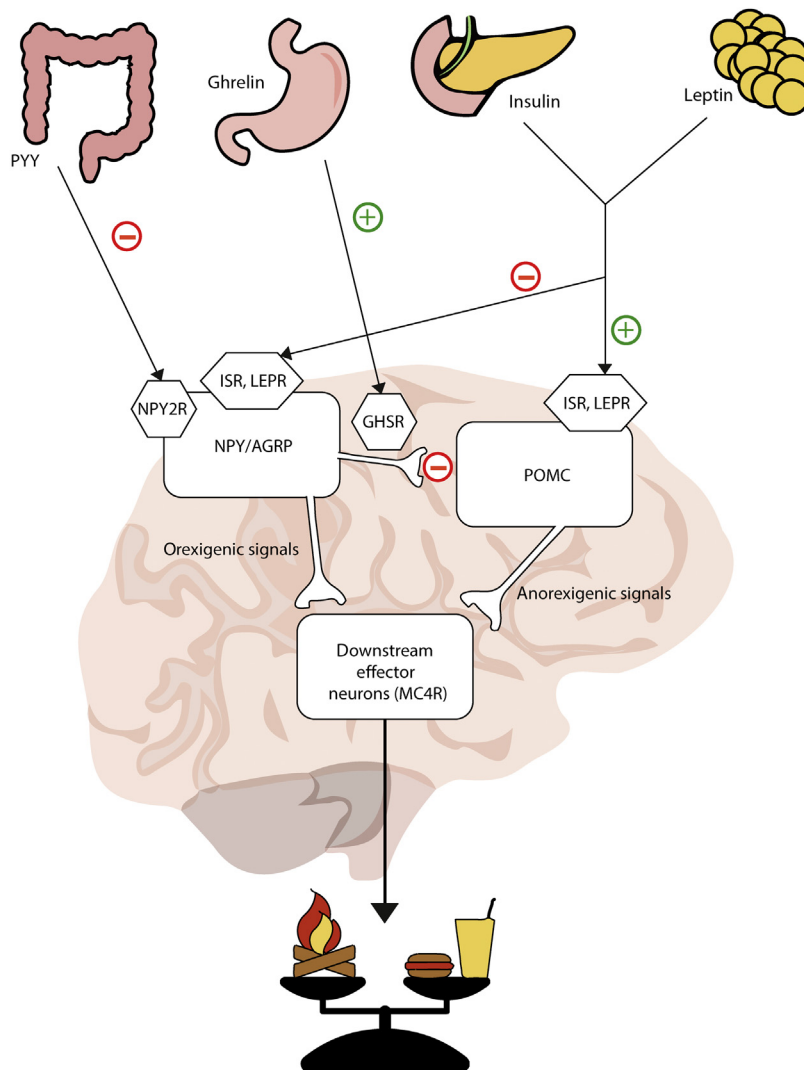 Ghrelin
Insulin
Leptin
PYY
ISR, LEPR
NPY2R
GHSR
ISR, LEPR
NPY/AGRP
POMC
Orexigenic signals
Anorexigenic signals
Downstream
effector
neurons (MC4R)